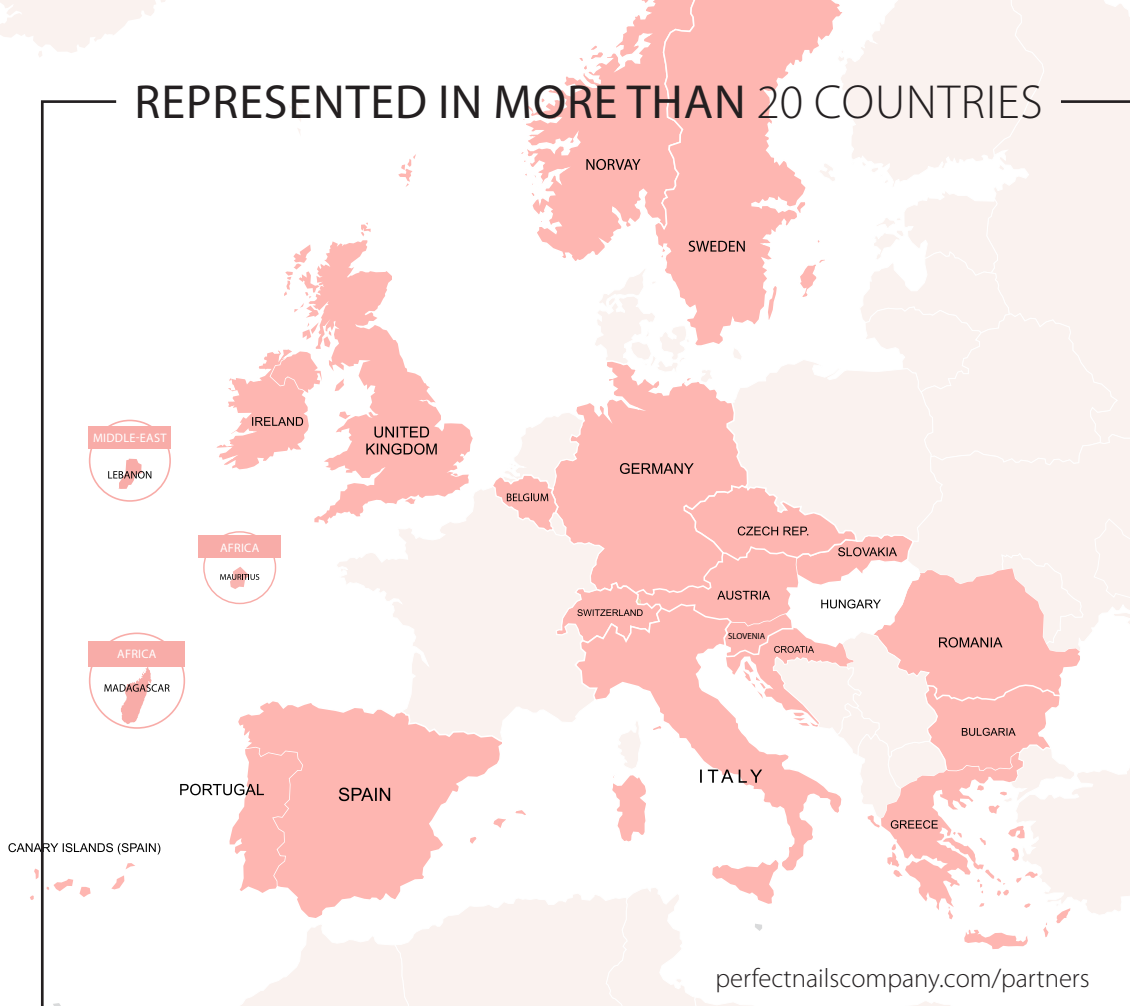 REPRESENTED IN MORE THAN 20 COUNTRIES
NORVAY
SWEDEN
IRELAND
UNITED
KINGDOM
MIDDLE-EAST
LEBANON
GERMANY
BELGIUM
CZECH REP.
SLOVAKIA
AFRICA
MAURITIUS
AUSTRIA
HUNGARY
SWITZERLAND
SLOVENIA
CROATIA
ROMANIA
AFRICA
MADAGASCAR
BULGARIA
ITALY
PORTUGAL
SPAIN
GREECE
CANARY ISLANDS (SPAIN)
perfectnailscompany.com/partners